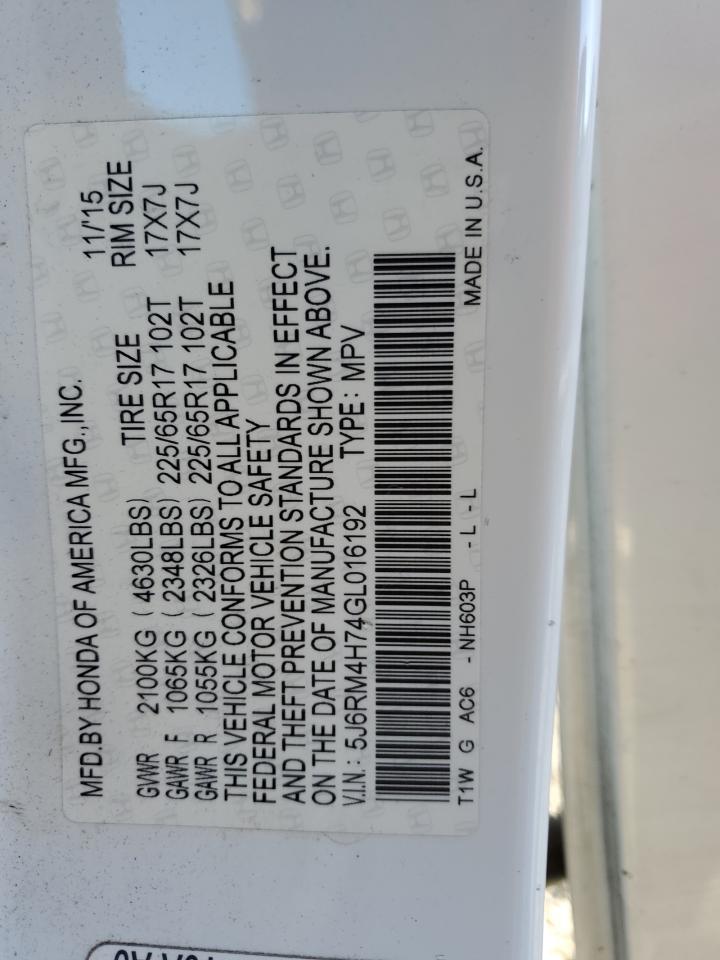 MFD.BY HONDA OF AMERICA MFG.,INC. 11/'15
TIRE SIZE RIM SIZE
GVWR 2100KG ( 4630LBS)
GAWR F 1065KG ( 2348LBS) 225/65R17 102T 17X7J
GAWR R 1055KG ( 2326LBS) 225/65R17 102T 17X7J
THIS VEHICLE CONFORMS TO ALL APPLICABLE
FEDERAL MOTOR VEHICLE SAFETY
AND THEFT PREVENTION STANDARDS IN EFFECT
ON THE DATE OF MANUFACTURE SHOWN ABOVE.
V.I.N.: 5J6RM4H74GL016192 TYPE: MPV
T1W G AC6 - NH603P - L - L MADE IN U.S.A.